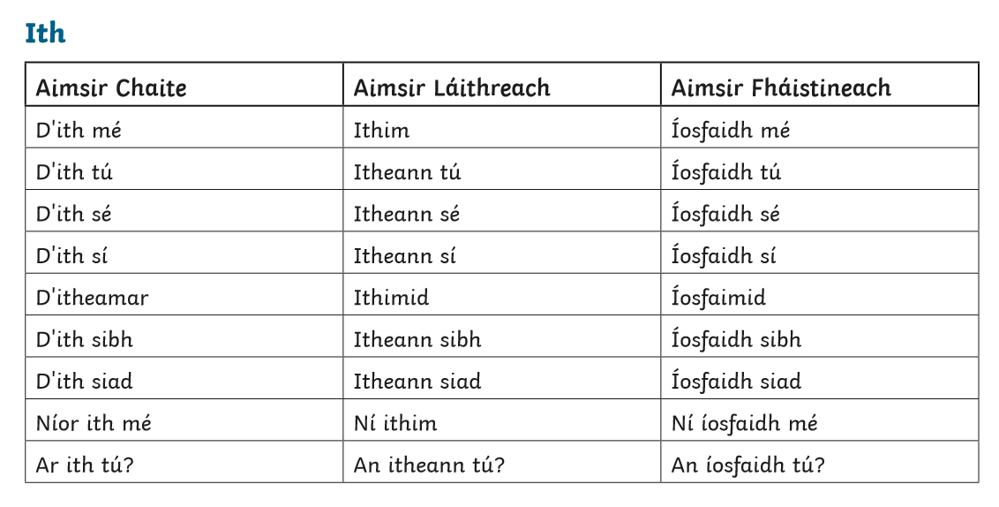 Ith
Aimsir Chaite Aimsir Láithreach Aimsir Fháistineach
D'ith mé Ithim Íosfaidh mé
D'ith tú Itheann tú Íosfaidh tú
D'ith sé Itheann sé Íosfaidh sé
D'ith sí Itheann sí Íosfaidh sí
D'itheamar Ithimid Íosfaimid
D'ith sibh Itheann sibh Íosfaidh sibh
D'ith siad Itheann siad Íosfaidh siad
Níor ith mé Ní ithim Ní íosfaidh mé
Ar ith tú? An itheann tú? An íosfaidh tú?